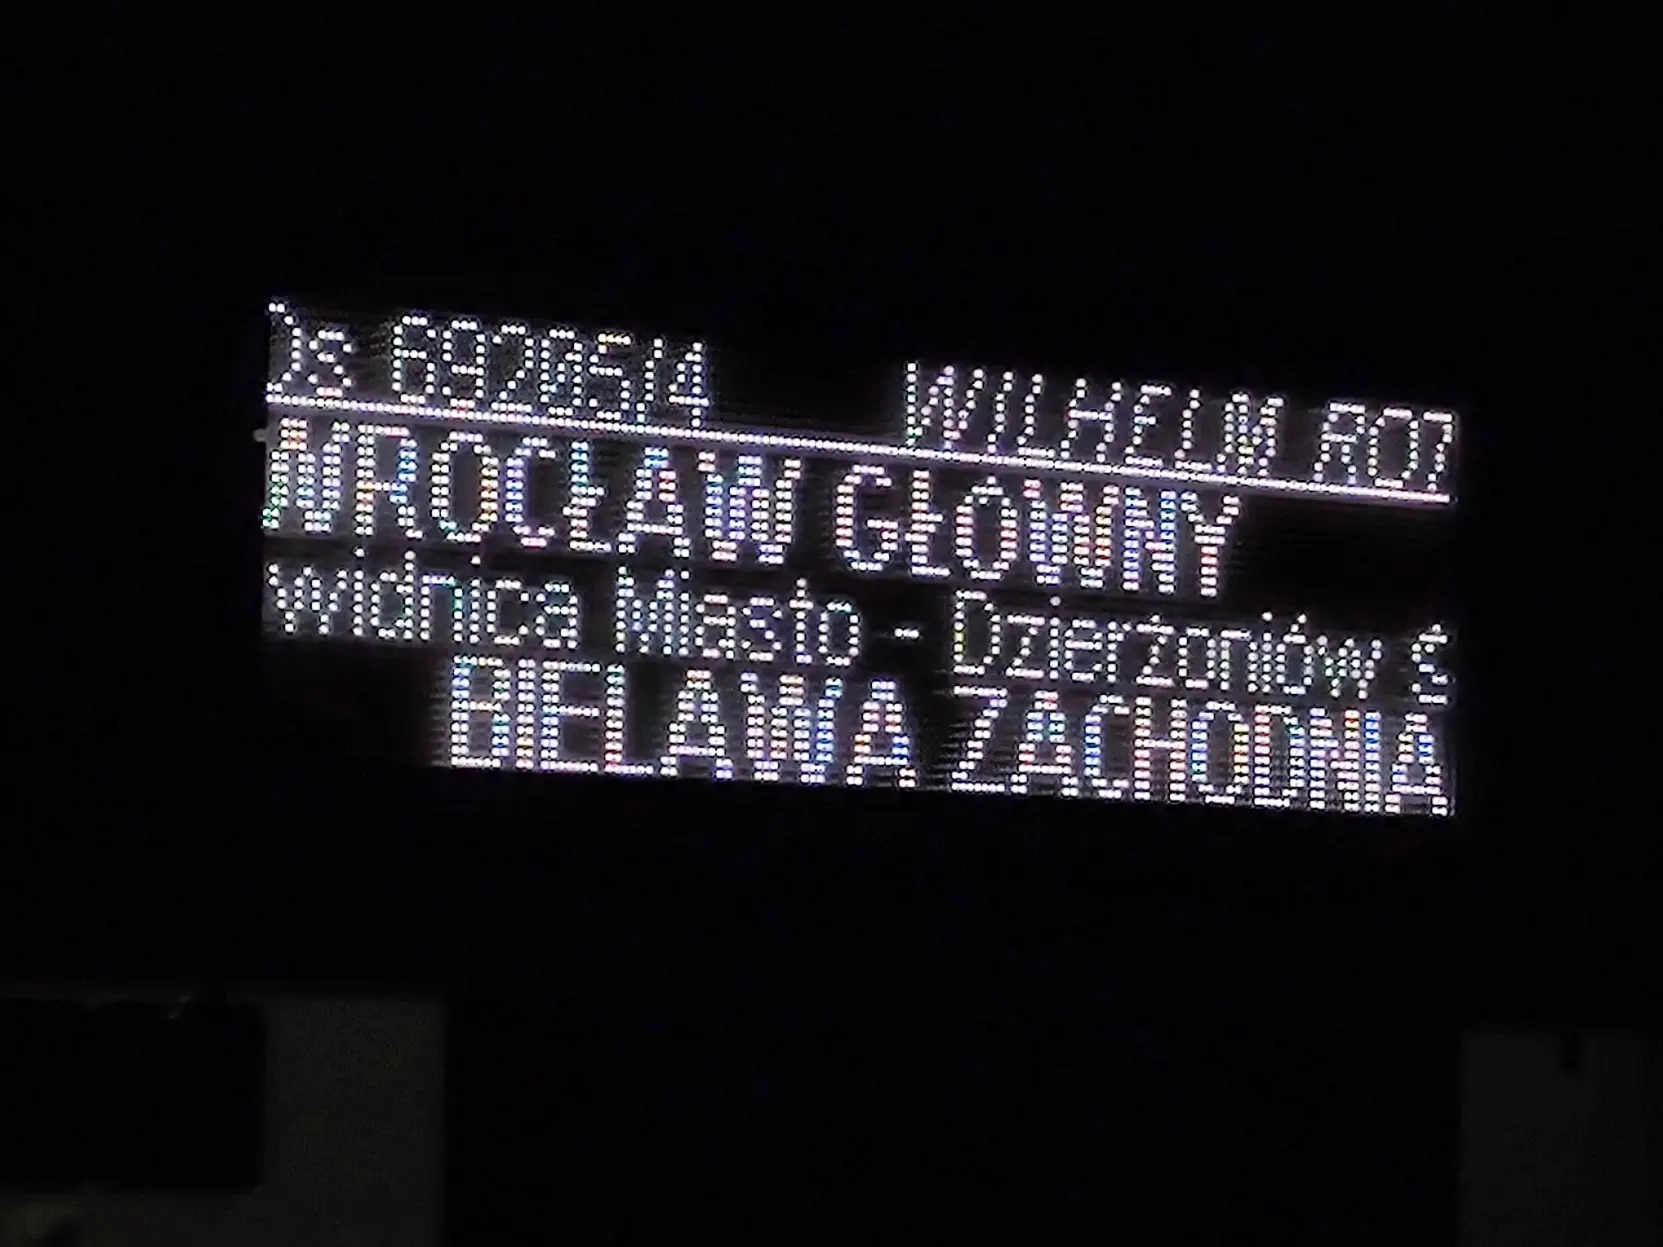 Os 69205/4 WILHELM ROT
WROCŁAW GŁÓWNY
widnica Miasto - Dzierżoniów Ś
BIELAWA ZACHODNIA